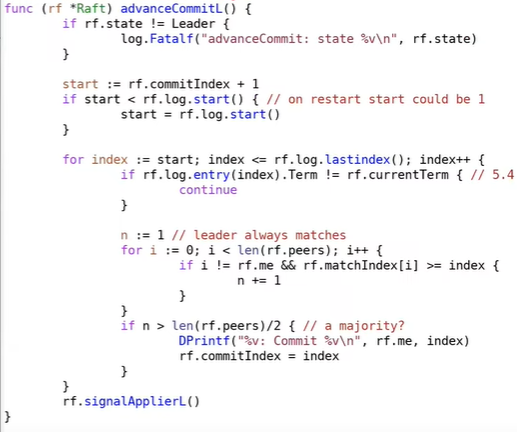 func (rf *Raft) advanceCommitL() {
if rf.state != Leader {
log.Fatalf("advanceCommit: state %v\n", rf.state)
}
start := rf.commitIndex + 1
if start < rf.log.start() { // on restart start could be 1
start = rf.log.start()
}
for index := start; index <= rf.log.lastindex(); index++ {
if rf.log.entry(index).Term != rf.currentTerm { // 5.4
continue
}
n := 1 // leader always matches
for i := 0; i < len(rf.peers); i++ {
if i != rf.me && rf.matchIndex[i] >= index {
n += 1
}
}
if n > len(rf.peers)/2 { // a majority?
DPrintf("%v: Commit %v\n", rf.me, index)
rf.commitIndex = index
}
}
rf.signalApplierL()
}